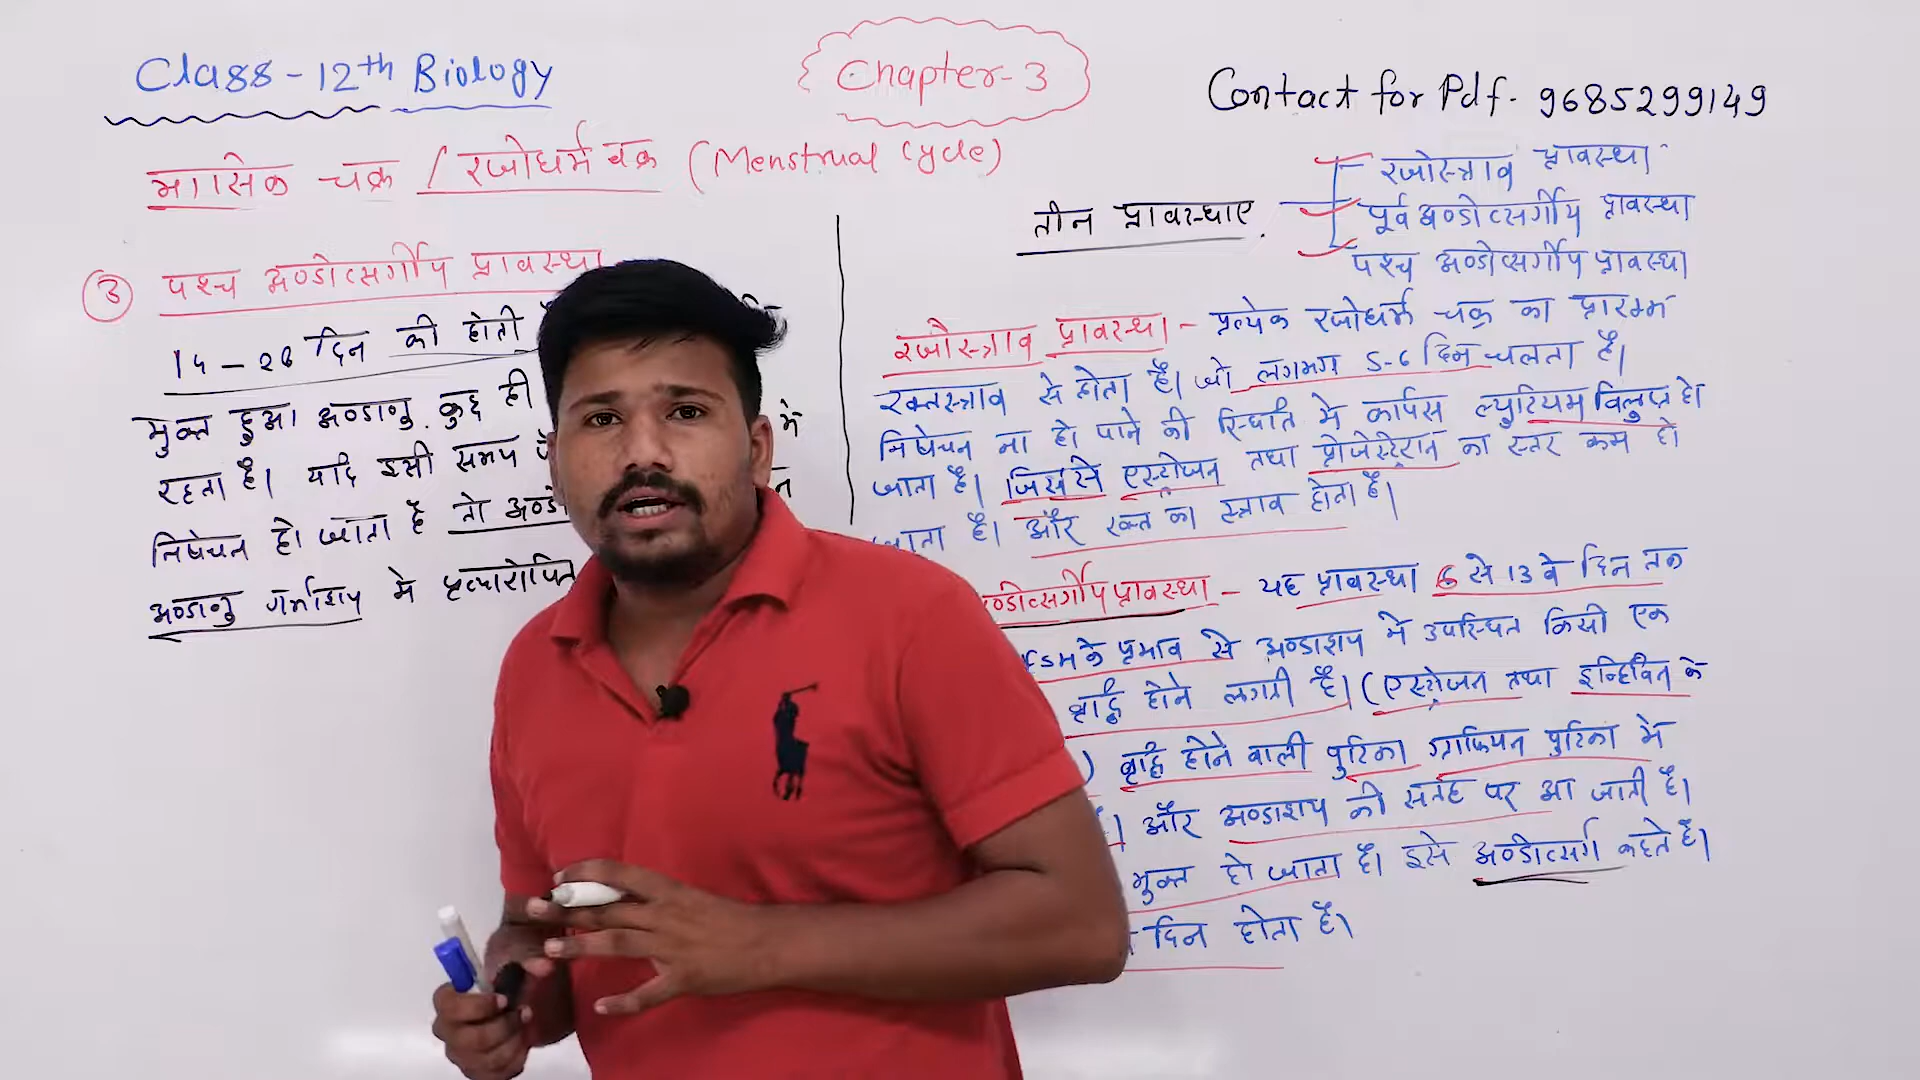 Class - 12th Biology
Chapter-3
Contact for Pdf - 9685299149
मासिक चक्र / रजोधर्म चक्र (Menstrual Cycle)
तीन प्रावस्थाए
रजोस्त्राव प्रावस्था
पूर्व अण्डोत्सर्गीय प्रावस्था
पश्च अण्डोत्सर्गीय प्रावस्था
③ पश्च अण्डोत्सर्गीय प्रावस्था
14 - 28 दिन की होती
मुक्त हुआ अण्डाणु कुछ ही
में
रहता है। यदि इसी समय
निषेचन हो जाता है तो
अण्डाणु गर्भाशय में प्रत्यारोपित
रजोस्त्राव प्रावस्था - प्रत्येक रजोधर्म चक्र का प्रारम्भ
रक्तस्त्राव से होता है। जो लगभग 5-6 दिन चलता है।
निषेचन ना हो पाने की स्थिति में कार्पस ल्युटियम विलुप्त हो
जाता है। जिससे एस्ट्रोजन तथा प्रोजेस्ट्रोन का स्तर कम हो
जाता है। और रक्त का स्त्राव होता है।
अण्डोत्सर्गीय प्रावस्था - यह प्रावस्था 6 से 13 वे दिन तक
के प्रभाव से अण्डाशय में उपस्थित किसी एक
वृद्धि होने लगती है। (एस्ट्रोजन तथा इन्हिबिन के
) वृद्धि होने वाली पुटिका ग्राफियन पुटिका में
है। और अण्डाशय की सतह पर आ जाती है।
मुक्त हो जाता है। इसे अण्डोत्सर्ग कहते है।
दिन होता है।